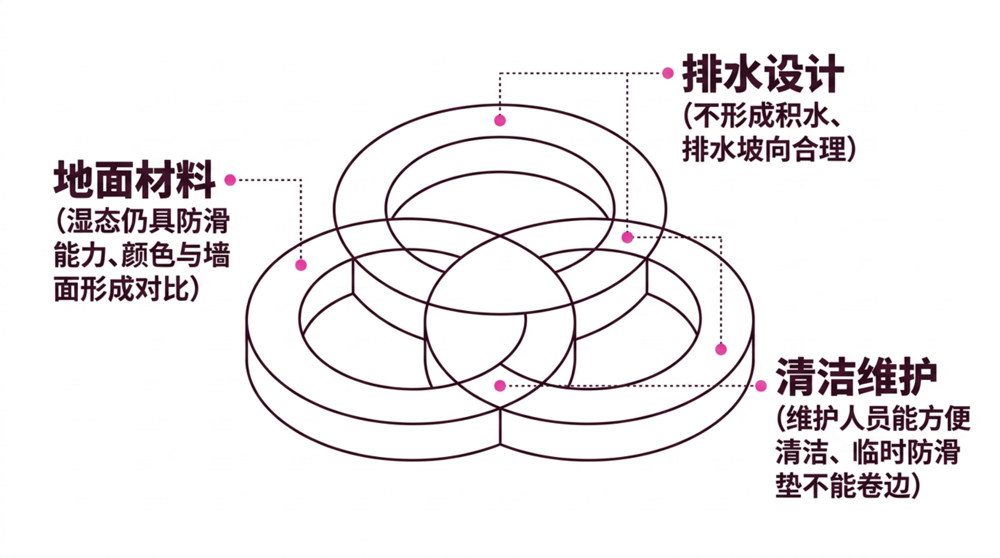 排水设计
(不形成积水、
排水坡向合理)
地面材料
(湿态仍具防滑
能力、颜色与墙
面形成对比)
清洁维护
(维护人员能方便
清洁、临时防滑
垫不能卷边)